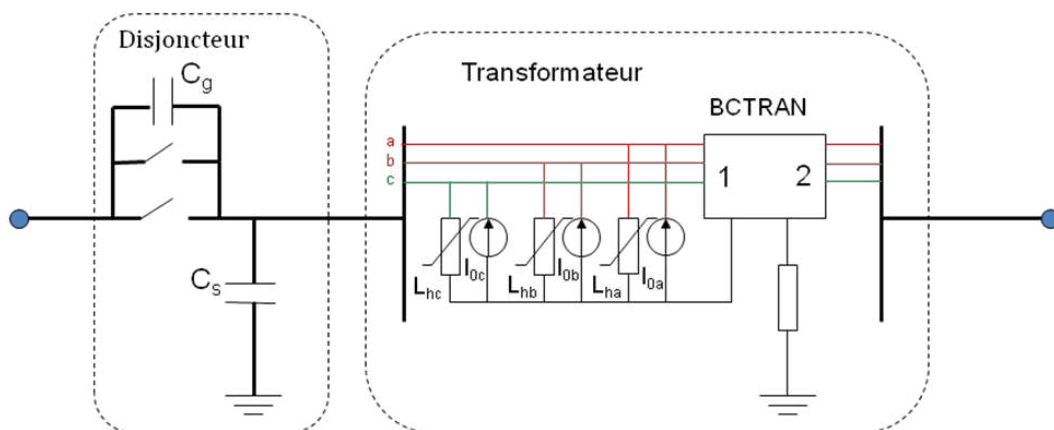 Disjoncteur
Cg
Cs
Transformateur
BCTRAN
a
b
c
1 2
Lhc
I0c
Lhb
I0b
Lha
I0a